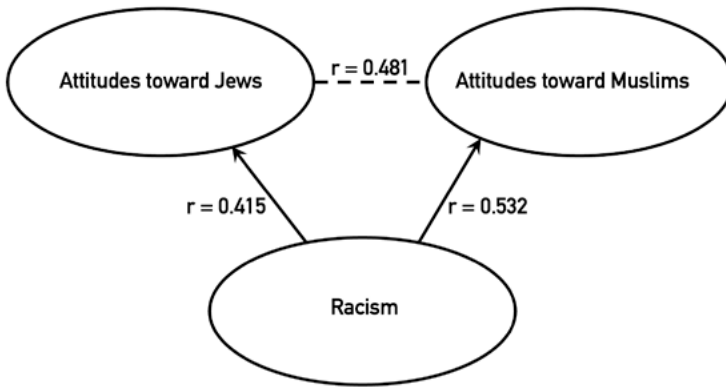 r = 0.481
Attitudes toward Jews
Attitudes toward Muslims
r = 0.415
r = 0.532
Racism